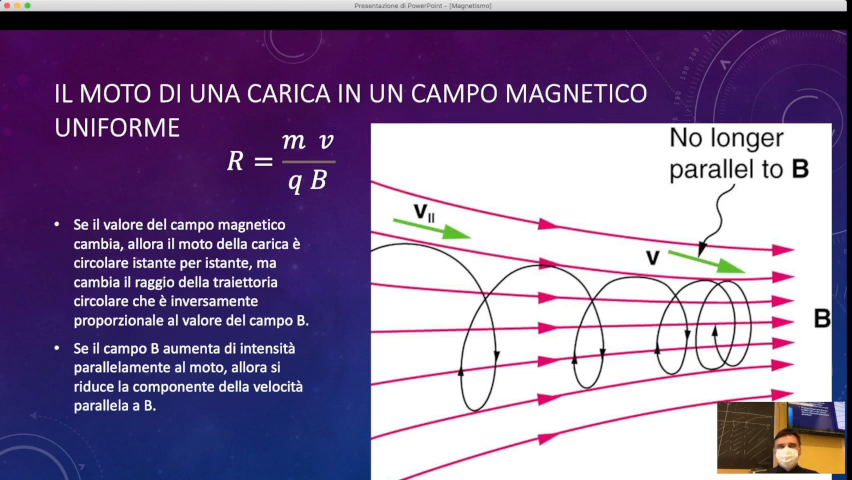 Presentazione di PowerPoint - [Magnetismo]
IL MOTO DI UNA CARICA IN UN CAMPO MAGNETICO
UNIFORME
R = m v / q B
• Se il valore del campo magnetico
cambia, allora il moto della carica è
circolare istante per istante, ma
cambia il raggio della traiettoria
circolare che è inversamente
proporzionale al valore del campo B.
• Se il campo B aumenta di intensità
parallelamente al moto, allora si
riduce la componente della velocità
parallela a B.
No longer
parallel to B
v||
v
B